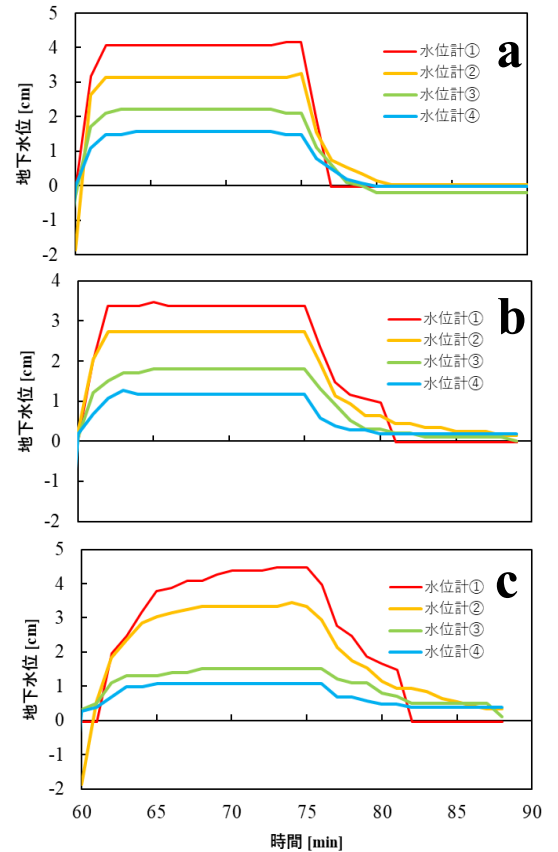 5
4
3
2
1
0
-1
-2
地下水位 [cm]
水位計①
水位計②
水位計③
水位計④
a
4
3
2
1
0
-1
-2
地下水位 [cm]
水位計①
水位計②
水位計③
水位計④
b
5
4
3
2
1
0
-1
-2
地下水位 [cm]
水位計①
水位計②
水位計③
水位計④
c
60 65 70 75 80 85 90
時間 [min]